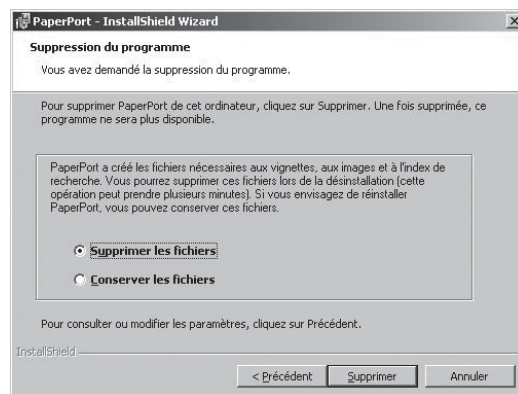 PaperPort - InstallShield Wizard
Suppression du programme
Vous avez demandé la suppression du programme.
Pour supprimer PaperPort de cet ordinateur, cliquez sur Supprimer. Une fois supprimée, ce
programme ne sera plus disponible.
PaperPort a créé les fichiers nécessaires aux vignettes, aux images et à l'index de
recherche. Vous pourrez supprimer ces fichiers lors de la désinstallation (cette
opération peut prendre plusieurs minutes). Si vous envisagez de réinstaller
PaperPort, vous pouvez conserver ces fichiers.
Supprimer les fichiers
Conserver les fichiers
Pour consulter ou modifier les paramètres, cliquez sur Précédent.
InstallShield
< Précédent Supprimer Annuler